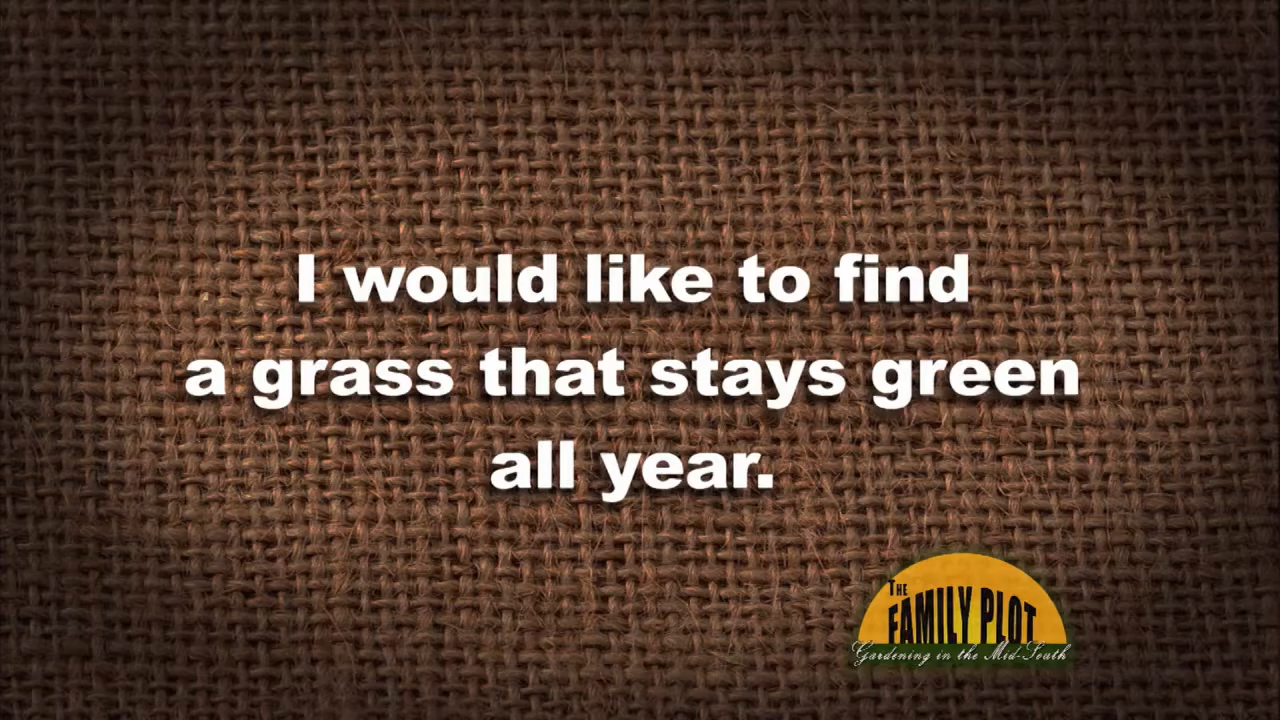 I would like to find
a grass that stays green
all year.
THE
FAMILY PLOT
Gardening in the Mid-South